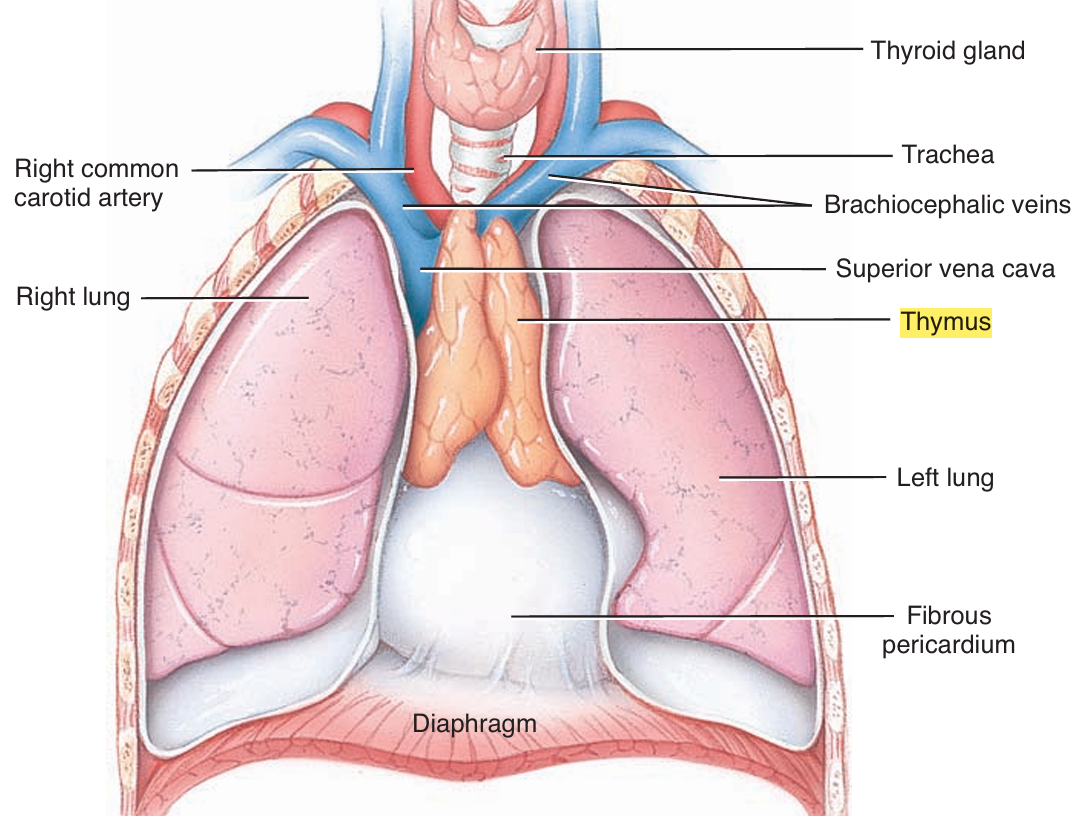 Thyroid gland
Trachea
Right common
carotid artery
Brachiocephalic veins
Superior vena cava
Right lung
Thymus
Left lung
Fibrous
pericardium
Diaphragm